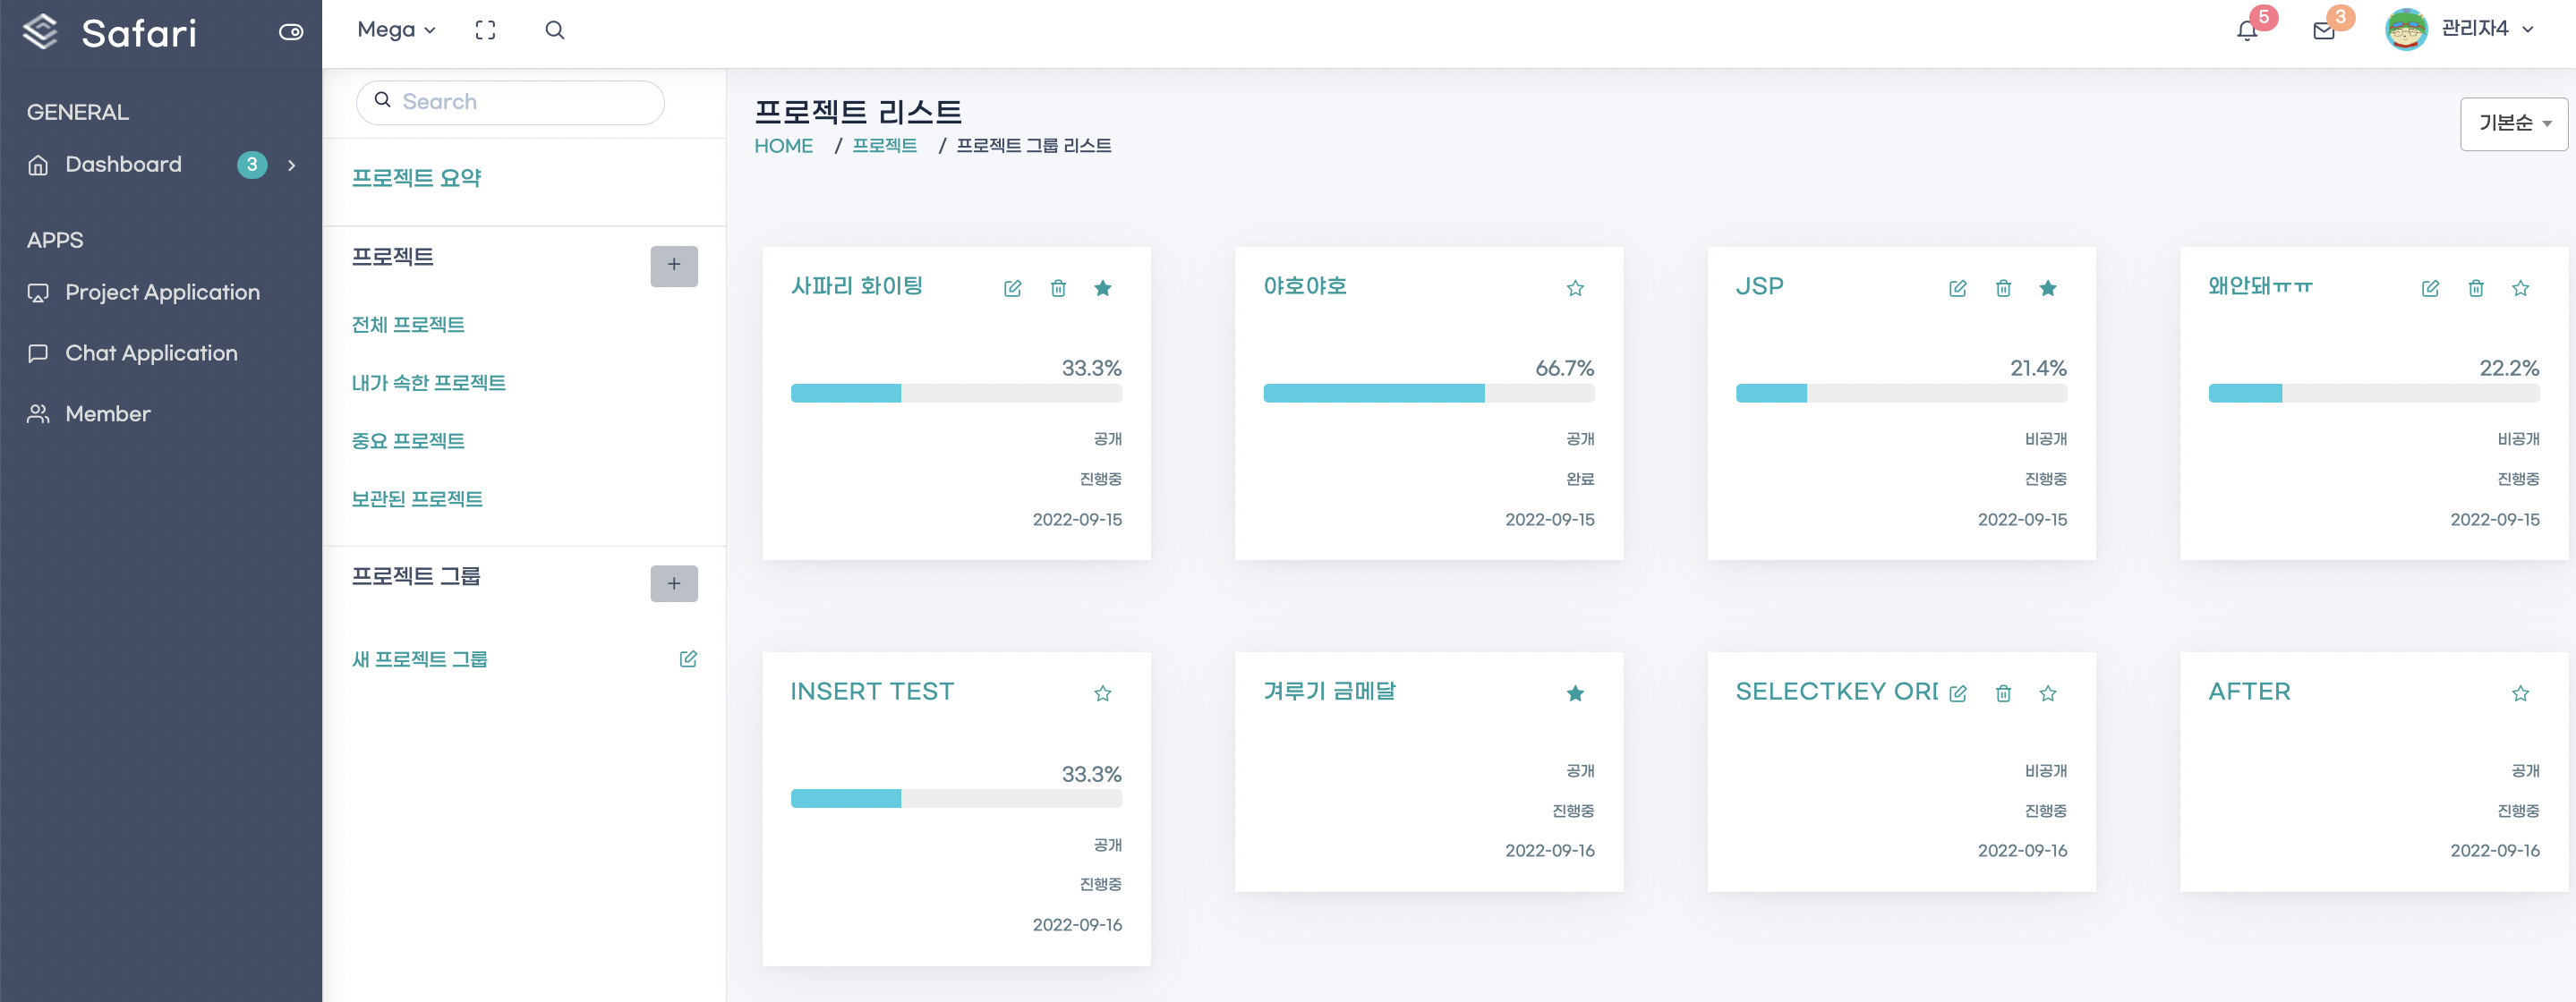 Safari
Mega
5
3
관리자4
GENERAL
Dashboard 3
APPS
Project Application
Chat Application
Member
Search
프로젝트 요약
프로젝트
+
전체 프로젝트
내가 속한 프로젝트
중요 프로젝트
보관된 프로젝트
프로젝트 그룹
+
새 프로젝트 그룹
프로젝트 리스트
HOME / 프로젝트 / 프로젝트 그룹 리스트
기본순
사파리 화이팅
33.3%
공개
진행중
2022-09-15
야호야호
66.7%
공개
완료
2022-09-15
JSP
21.4%
비공개
진행중
2022-09-15
왜안돼ㅠㅠ
22.2%
비공개
진행중
2022-09-15
INSERT TEST
33.3%
공개
진행중
2022-09-16
겨루기 금메달
공개
진행중
2022-09-16
SELECTKEY ORD
비공개
진행중
2022-09-16
AFTER
공개
진행중
2022-09-16